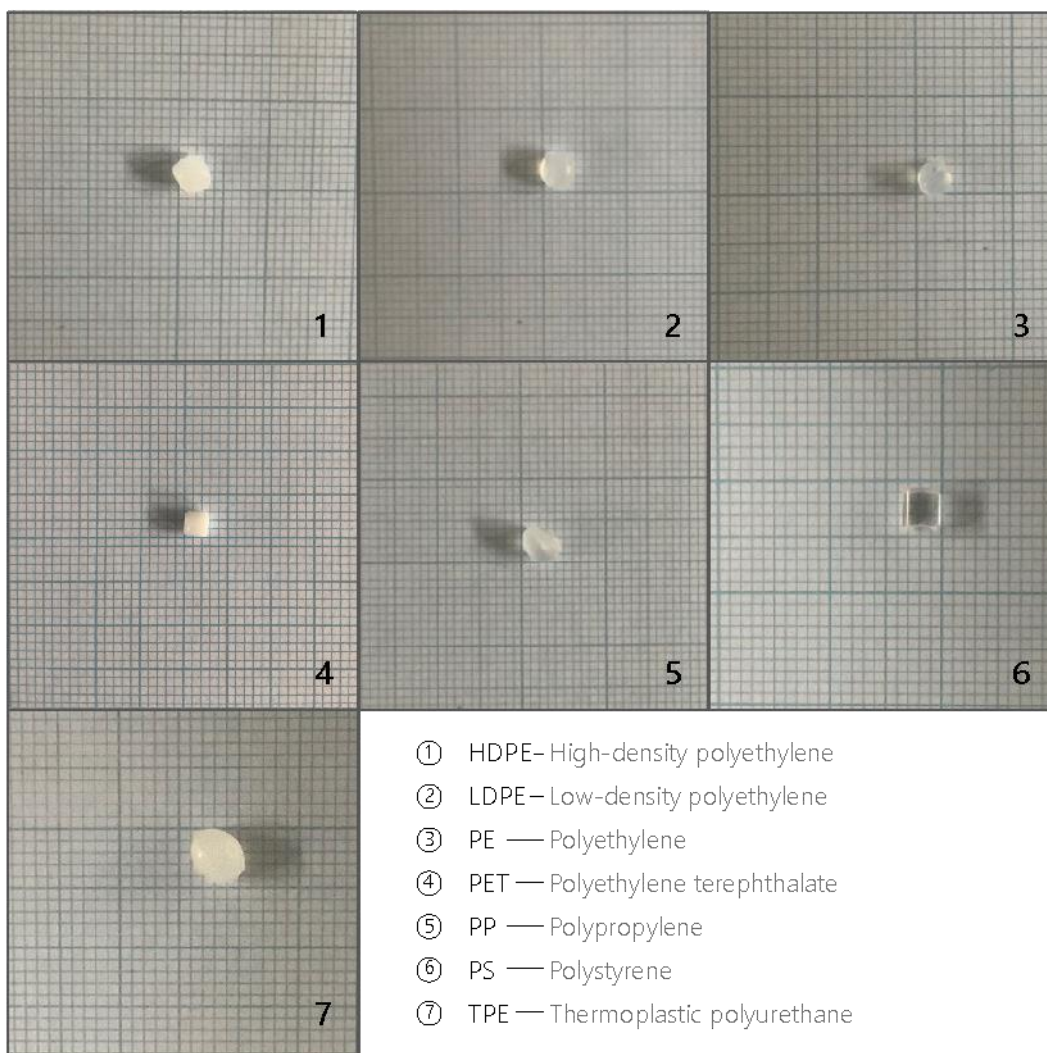 1
2
3
4
5
6
7
① HDPE– High-density polyethylene
② LDPE— Low-density polyethylene
③ PE — Polyethylene
④ PET — Polyethylene terephthalate
⑤ PP — Polypropylene
⑥ PS — Polystyrene
⑦ TPE — Thermoplastic polyurethane